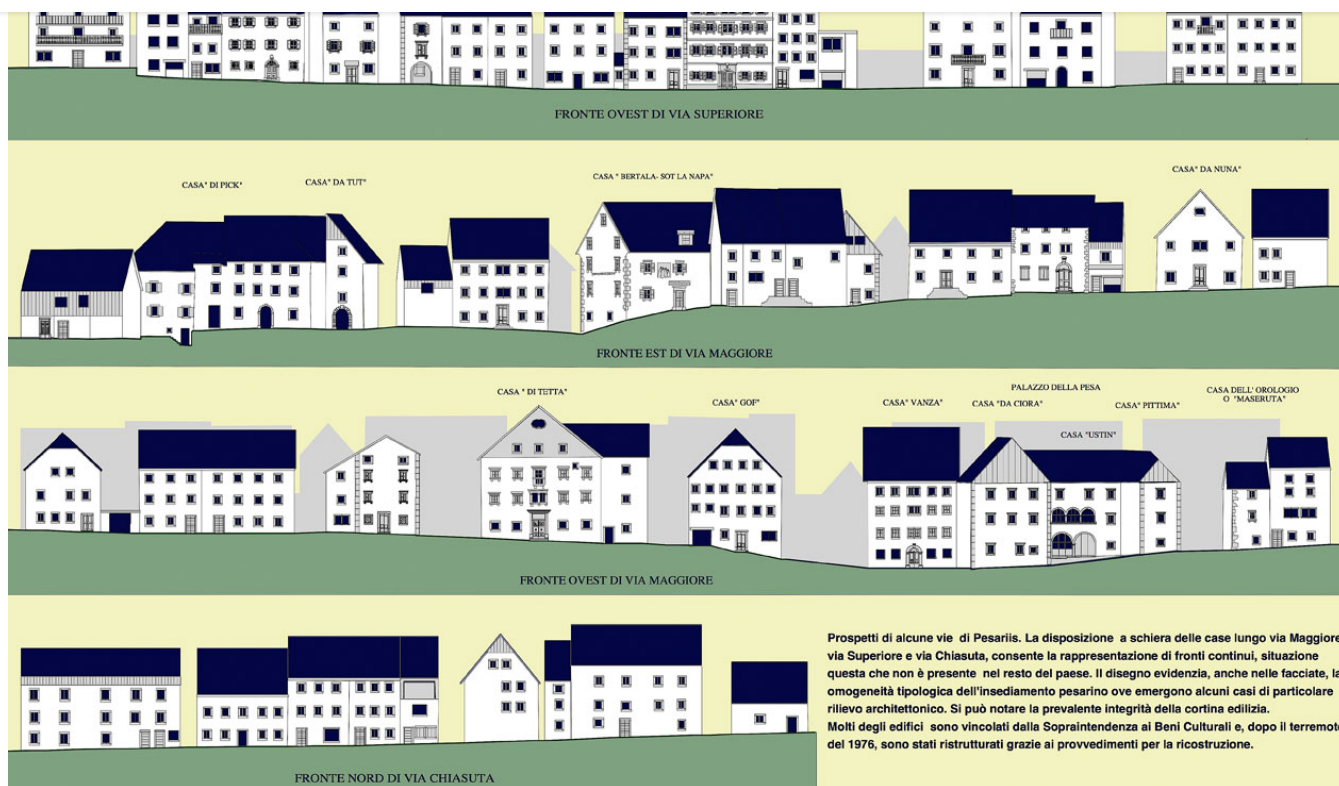 FRONTE OVEST DI VIA SUPERIORE
CASA" DI PICK"
CASA" DA TUT"
CASA " BERTALA- SOT LA NAPA"
CASA" DA NUNA"
FRONTE EST DI VIA MAGGIORE
CASA " DI TETTA"
CASA" GOF"
CASA" VANZA"
PALAZZO DELLA PESA
CASA "DA CIORA"
CASA "USTIN"
CASA" PITTIMA"
CASA DELL' OROLOGIO
O "MASERUTA"
FRONTE OVEST DI VIA MAGGIORE
FRONTE NORD DI VIA CHIASUTA
Prospetti di alcune vie di Pesariis. La disposizione a schiera delle case lungo via Maggiore
via Superiore e via Chiasuta, consente la rappresentazione di fronti continui, situazione
questa che non è presente nel resto del paese. Il disegno evidenzia, anche nelle facciate, la
omogeneità tipologica dell'insediamento pesarino ove emergono alcuni casi di particolare
rilievo architettonico. Si può notare la prevalente integrità della cortina edilizia.
Molti degli edifici sono vincolati dalla Sopraintendenza ai Beni Culturali e, dopo il terremoto
del 1976, sono stati ristrutturati grazie ai provvedimenti per la ricostruzione.